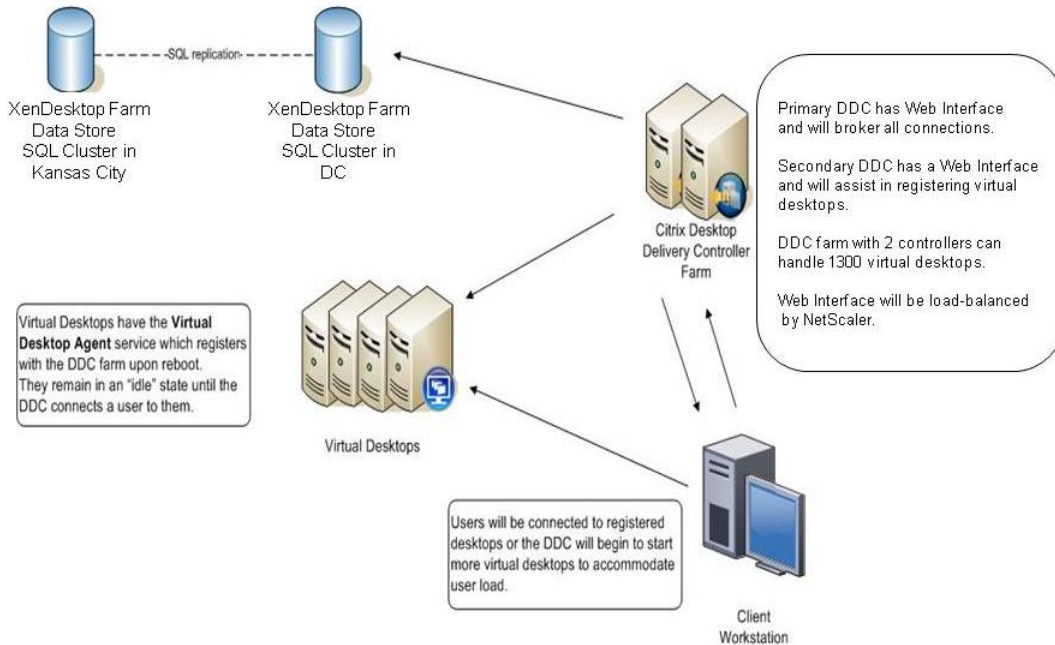 -SQL replication-
XenDesktop Farm
Data Store
SQL Cluster in
Kansas City
XenDesktop Farm
Data Store
SQL Cluster in
DC
Primary DDC has Web Interface
and will broker all connections.
Secondary DDC has a Web Interface
and will assist in registering virtual
desktops.
DDC farm with 2 controllers can
handle 1300 virtual desktops.
Web Interface will be load-balanced
by NetScaler.
Citrix Desktop
Delivery Controller
Farm
Virtual Desktops have the Virtual
Desktop Agent service which registers
with the DDC farm upon reboot.
They remain in an “idle” state until the
DDC connects a user to them.
Virtual Desktops
Users will be connected to registered
desktops or the DDC will begin to start
more virtual desktops to accommodate
user load.
Client
Workstation